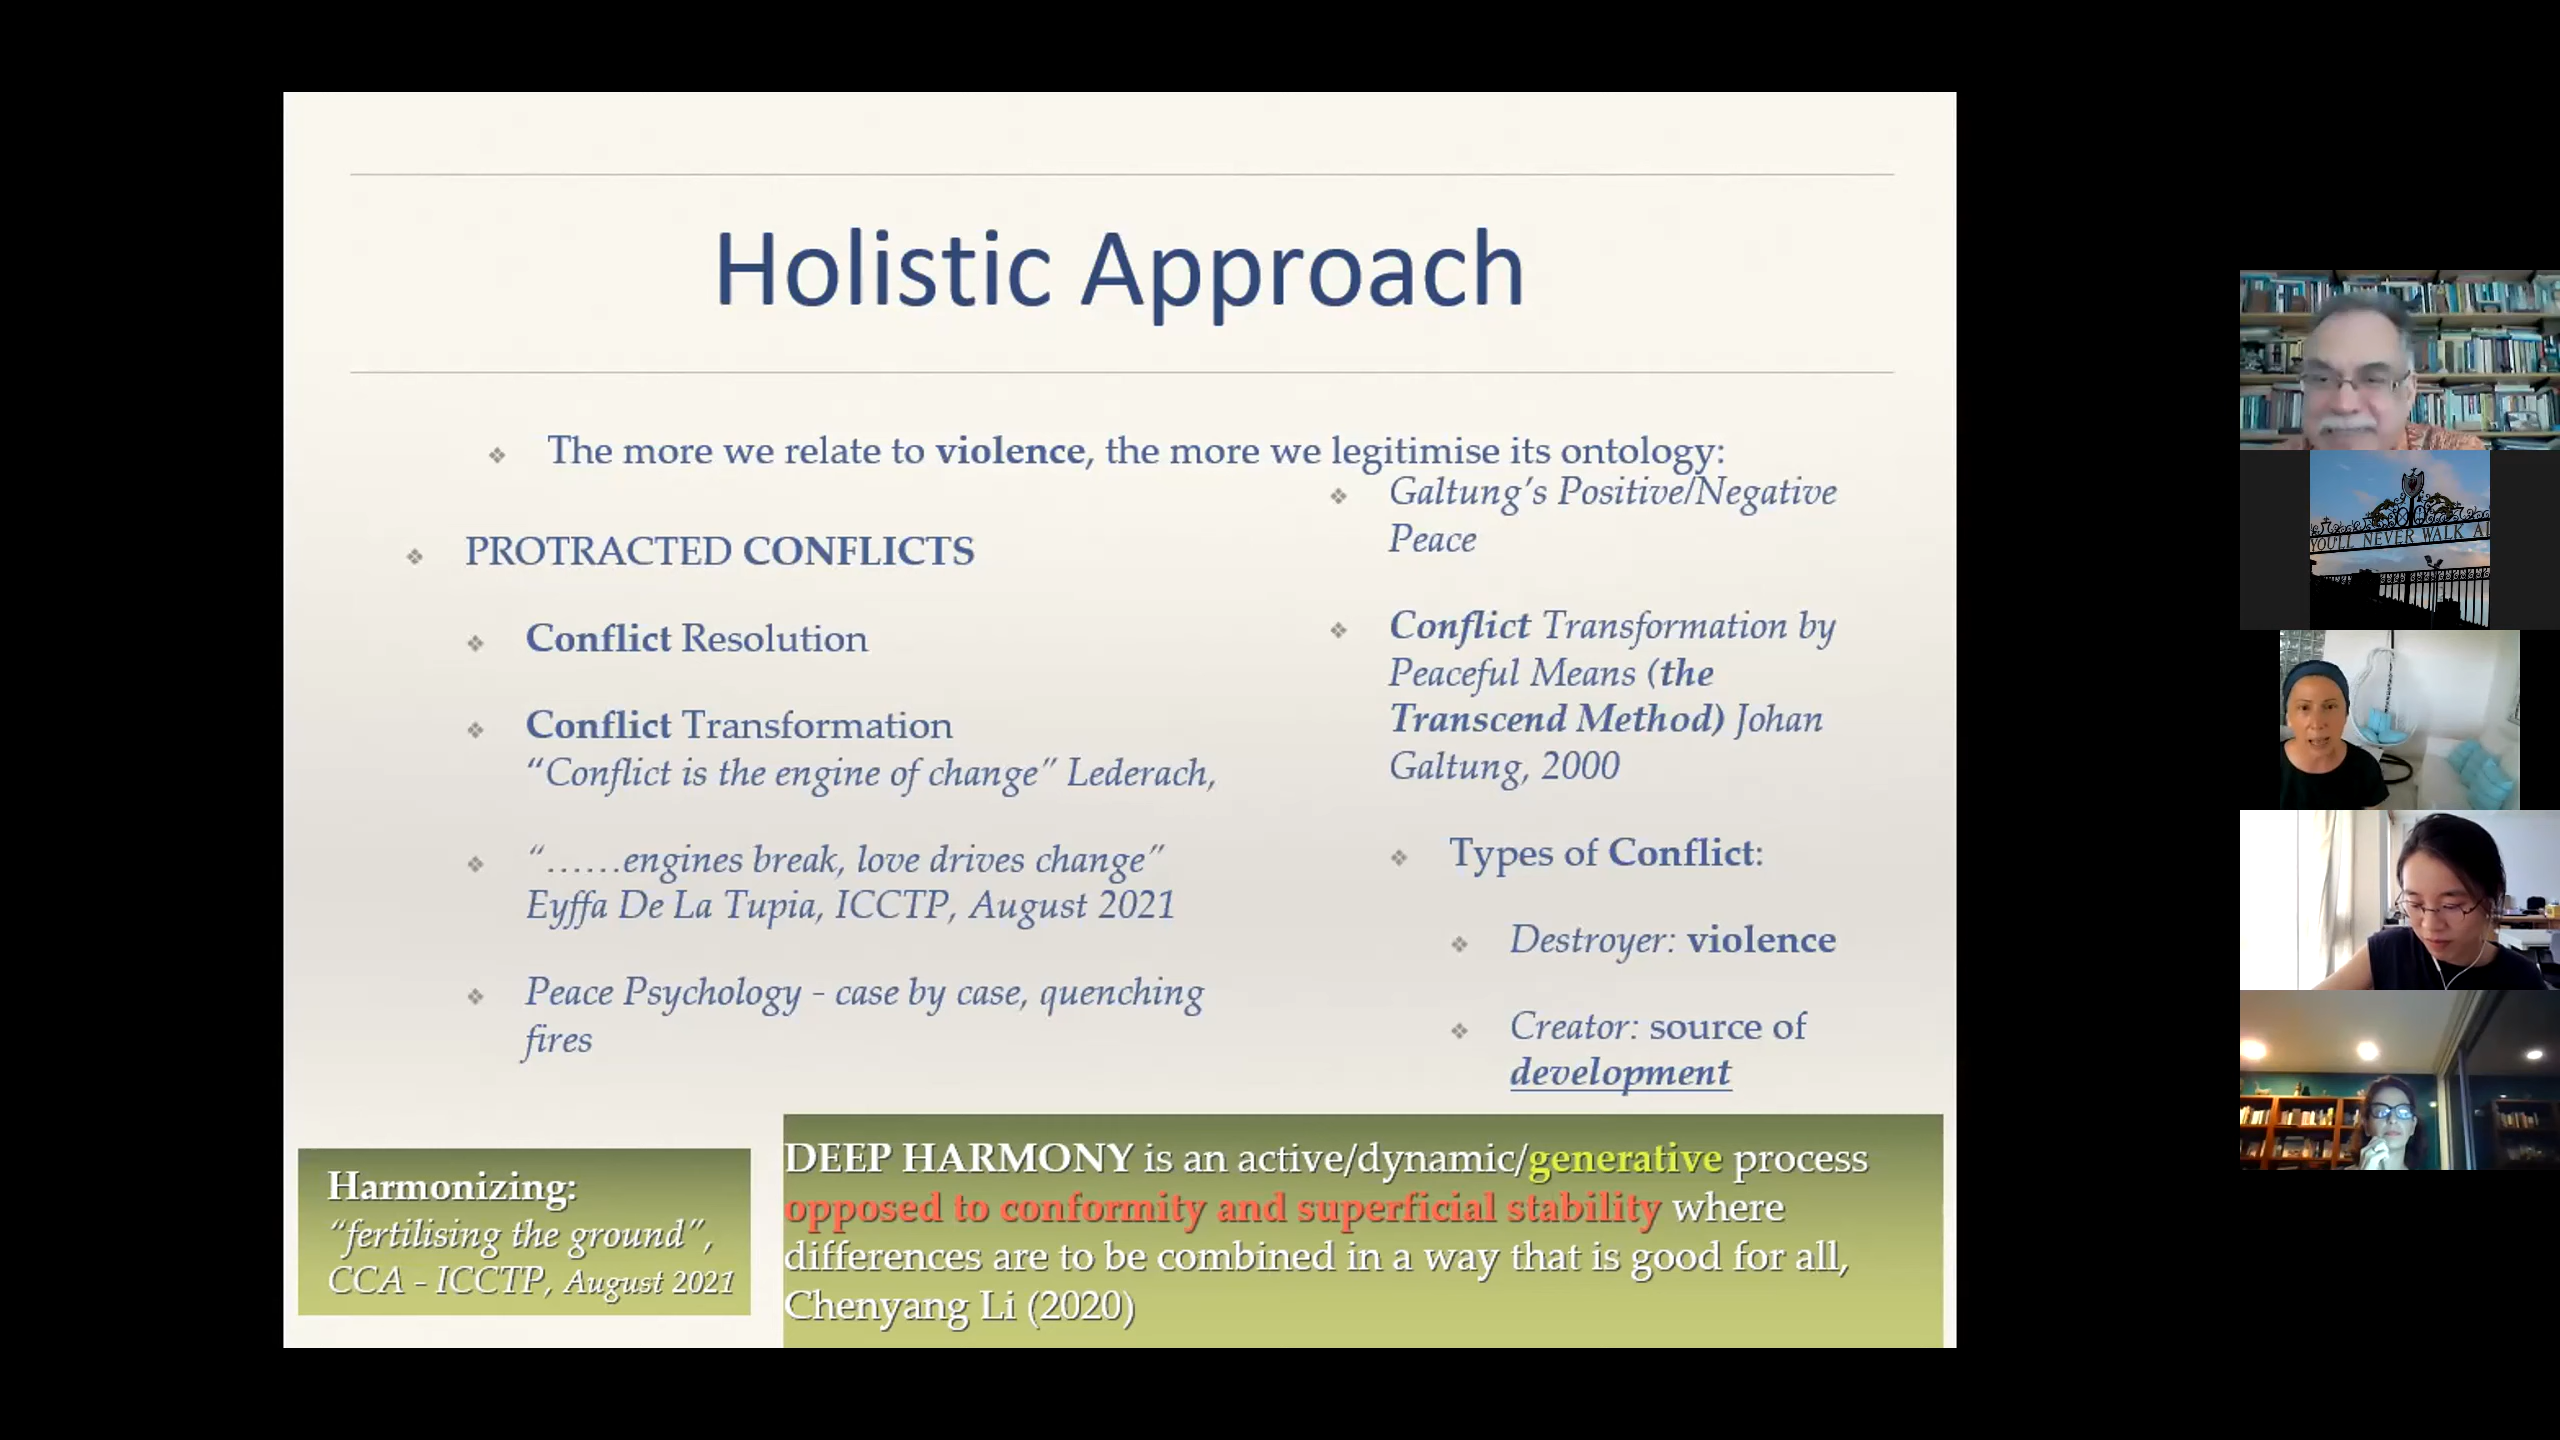 Holistic Approach
The more we relate to violence, the more we legitimise its ontology:
PROTRACTED CONFLICTS
Conflict Resolution
Conflict Transformation
“Conflict is the engine of change” Lederach,
“......engines break, love drives change”
Eyffa De La Tupia, ICCTP, August 2021
Peace Psychology - case by case, quenching
fires
Galtung’s Positive/Negative
Peace
Conflict Transformation by
Peaceful Means (the
Transcend Method) Johan
Galtung, 2000
Types of Conflict:
Destroyer: violence
Creator: source of
development
Harmonizing:
“fertilising the ground”,
CCA - ICCTP, August 2021
DEEP HARMONY is an active/dynamic/generative process
opposed to conformity and superficial stability where
differences are to be combined in a way that is good for all,
Chenyang Li (2020)
YOU'LL NEVER WALK